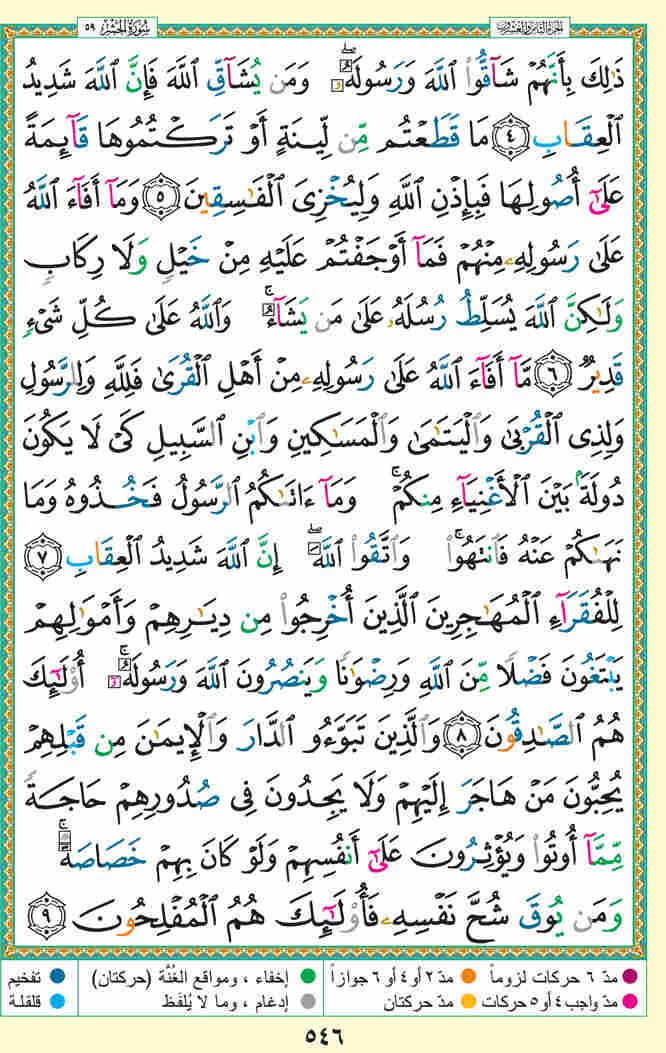 الجزء الثامن والعشرون
سُورَةُ الحَشْرِ ٥٩
ذَٰلِكَ بِأَنَّهُمْ شَآقُّوا۟ ٱللَّهَ وَرَسُولَهُۥ ۖ وَمَن يُشَآقِّ ٱللَّهَ فَإِنَّ ٱللَّهَ شَدِيدُ
ٱلْعِقَابِ ٤ مَا قَطَعْتُم مِّن لِّينَةٍ أَوْ تَرَكْتُمُوهَا قَآئِمَةً
عَلَىٰٓ أُصُولِهَا فَبِإِذْنِ ٱللَّهِ وَلِيُخْزِىَ ٱلْفَـٰسِقِينَ ٥ وَمَآ أَفَآءَ ٱللَّهُ
عَلَىٰ رَسُولِهِۦ مِنْهُمْ فَمَآ أَوْجَفْتُمْ عَلَيْهِ مِنْ خَيْلٍ وَلَا رِكَابٍ
وَلَـٰكِنَّ ٱللَّهَ يُسَلِّطُ رُسُلَهُۥ عَلَىٰ مَن يَشَآءُ ۚ وَٱللَّهُ عَلَىٰ كُلِّ شَىْءٍ
قَدِيرٌ ٦ مَّآ أَفَآءَ ٱللَّهُ عَلَىٰ رَسُولِهِۦ مِنْ أَهْلِ ٱلْقُرَىٰ فَلِلَّهِ وَلِلرَّسُولِ
وَلِذِى ٱلْقُرْبَىٰ وَٱلْيَتَـٰمَىٰ وَٱلْمَسَـٰكِينِ وَٱبْنِ ٱلسَّبِيلِ كَىْ لَا يَكُونَ
دُولَةًۢ بَيْنَ ٱلْأَغْنِيَآءِ مِنكُمْ ۚ وَمَآ ءَاتَىٰكُمُ ٱلرَّسُولُ فَخُذُوهُ وَمَا
نَهَىٰكُمْ عَنْهُ فَٱنتَهُوا۟ ۚ وَٱتَّقُوا۟ ٱللَّهَ ۖ إِنَّ ٱللَّهَ شَدِيدُ ٱلْعِقَابِ ٧
لِلْفُقَرَآءِ ٱلْمُهَـٰجِرِينَ ٱلَّذِينَ أُخْرِجُوا۟ مِن دِيَـٰرِهِمْ وَأَمْوَٰلِهِمْ
يَبْتَغُونَ فَضْلًا مِّنَ ٱللَّهِ وَرِضْوَٰنًا وَيَنصُرُونَ ٱللَّهَ وَرَسُولَهُۥٓ ۚ أُو۟لَـٰٓئِكَ
هُمُ ٱلصَّـٰدِقُونَ ٨ وَٱلَّذِينَ تَبَوَّءُو ٱلدَّارَ وَٱلْإِيمَـٰنَ مِن قَبْلِهِمْ
يُحِبُّونَ مَنْ هَاجَرَ إِلَيْهِمْ وَلَا يَجِدُونَ فِى صُدُورِهِمْ حَاجَةً
مِّمَّآ أُوتُوا۟ وَيُؤْثِرُونَ عَلَىٰٓ أَنفُسِهِمْ وَلَوْ كَانَ بِهِمْ خَصَاصَةٌ ۚ
وَمَن يُوقَ شُحَّ نَفْسِهِۦ فَأُو۟لَـٰٓئِكَ هُمُ ٱلْمُفْلِحُونَ ٩
مدّ ٦ حركات لزوماً مدّ ٢ أو ٤ أو ٦ جوازاً إخفاء ، ومواقع الغُنَّة (حركتان) تفخيم
مدّ واجب ٤ أو ٥ حركات مدّ حركتان إدغام ، وما لا يُلفَظ قلقلة
٥٤٦